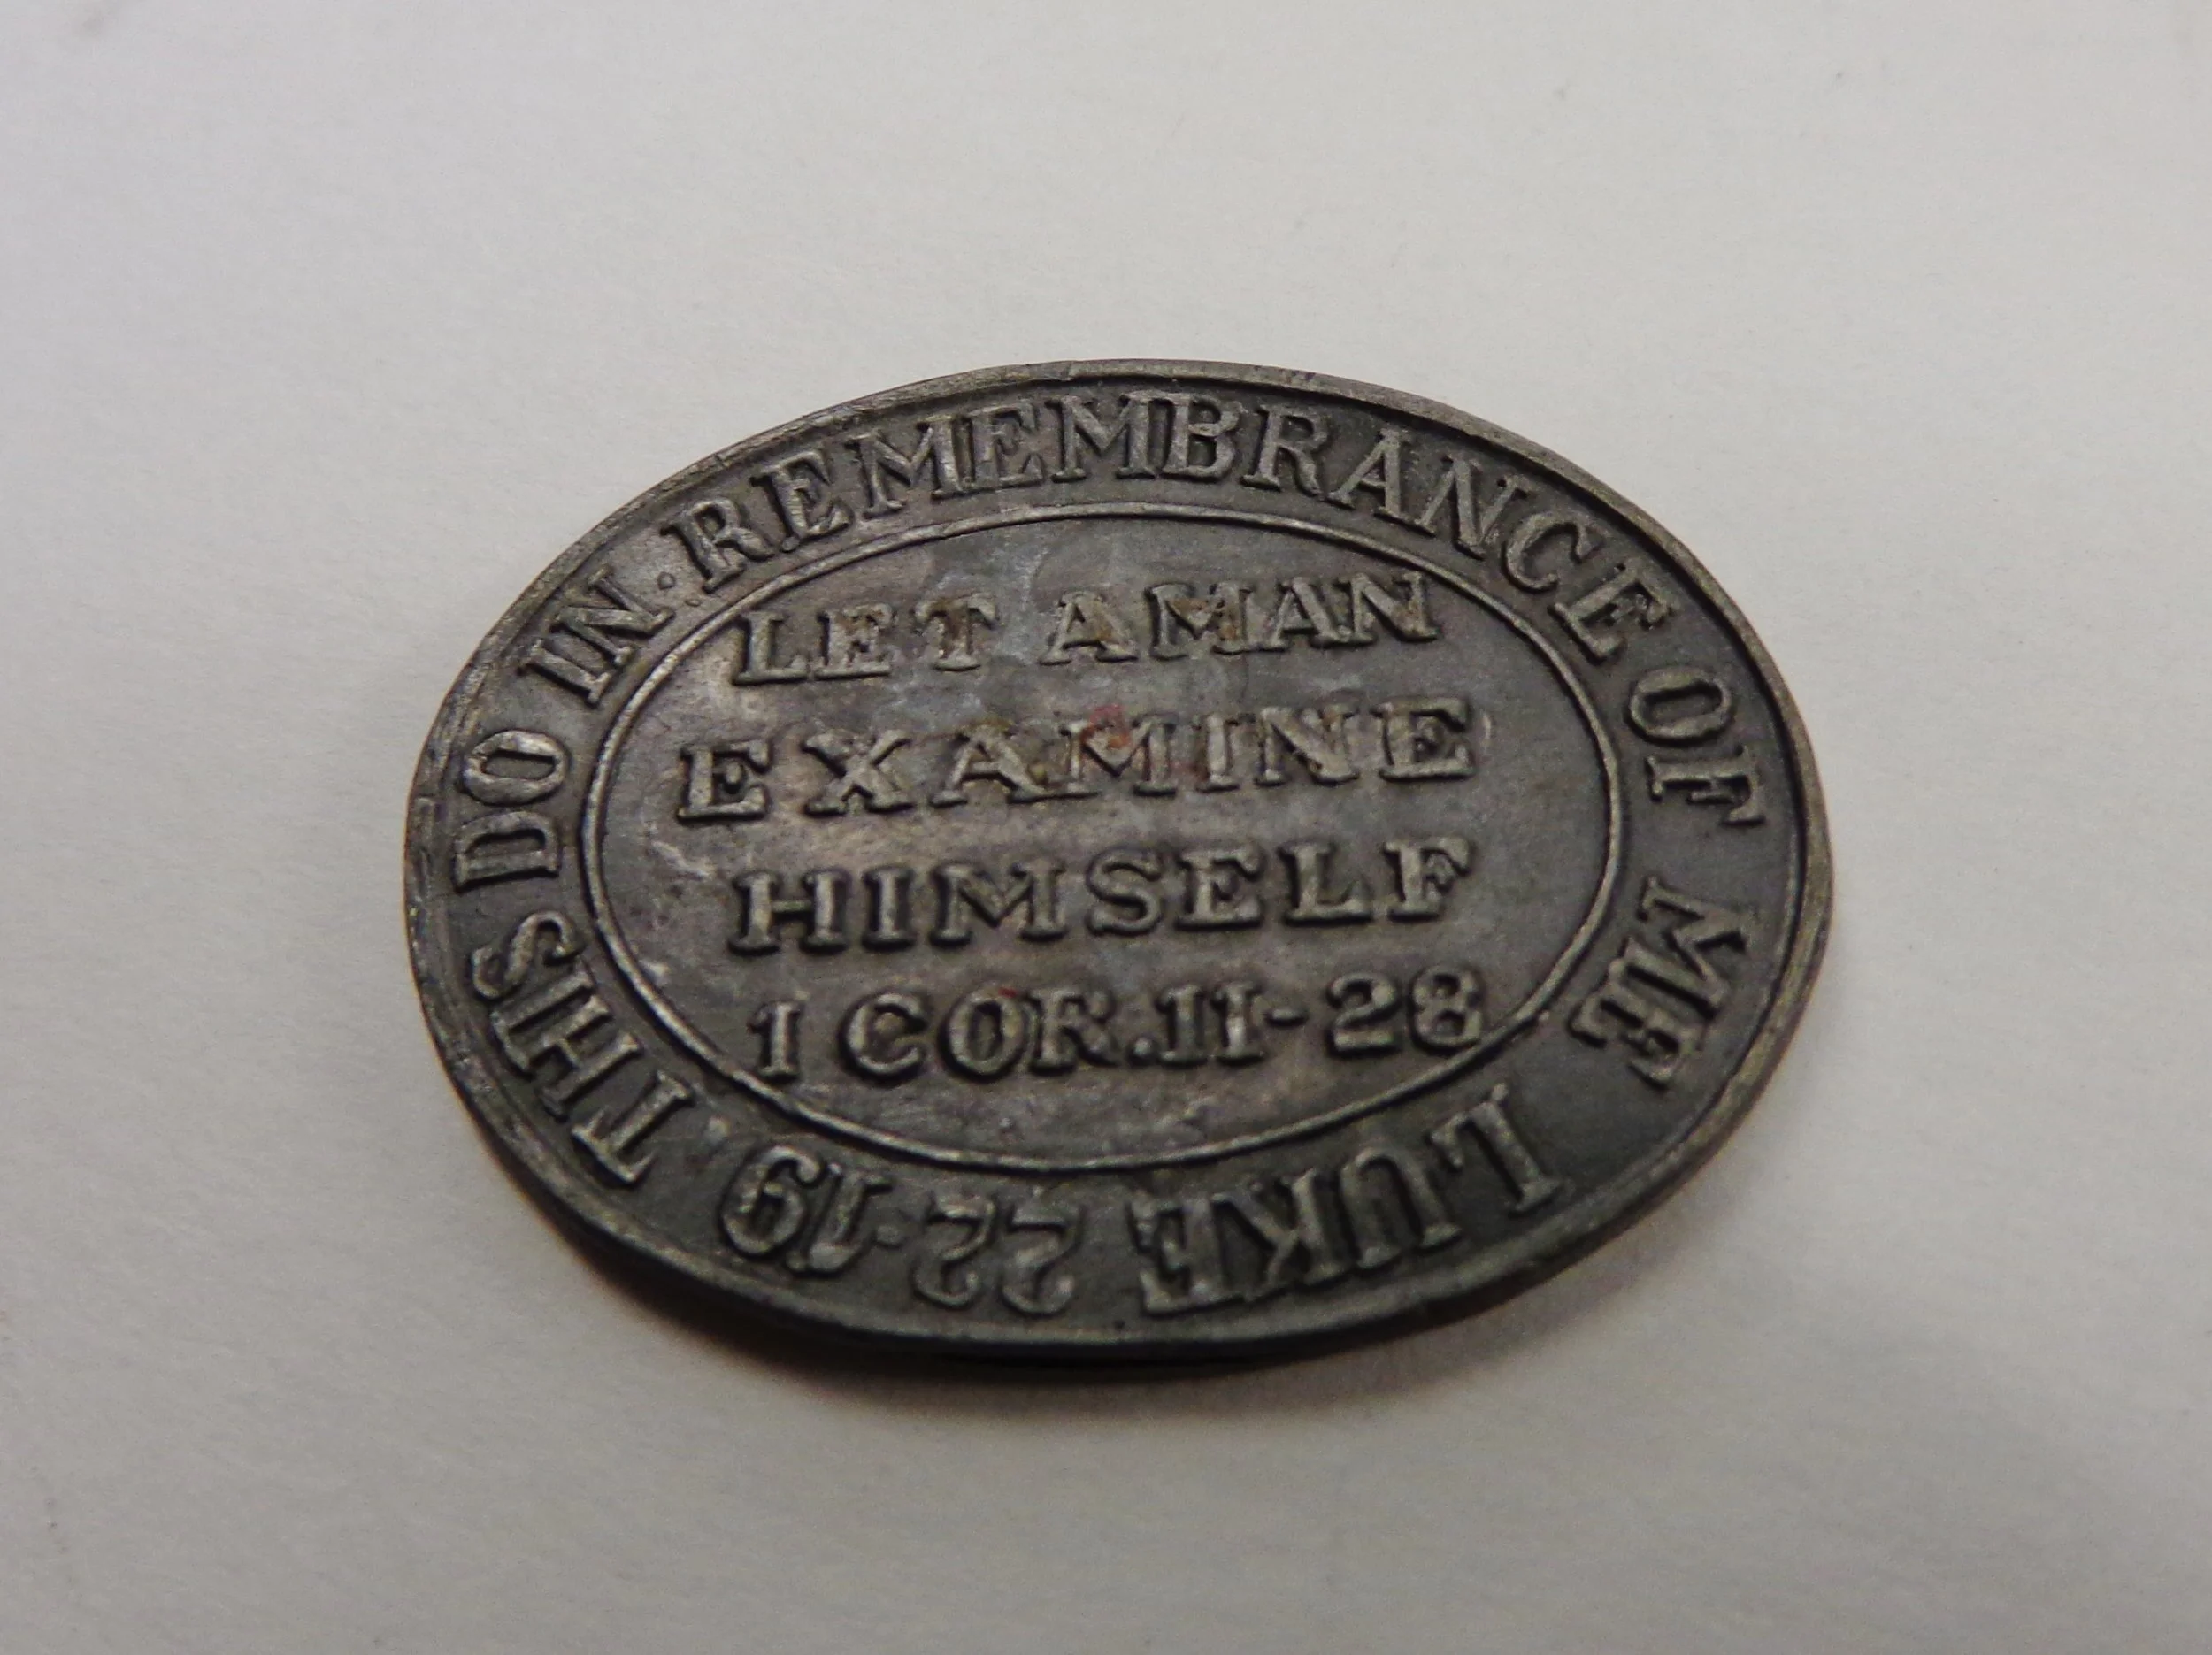 THIS DO IN · REMEMBRANCE OF ME LUKE 22·19.
LET A MAN
EXAMINE
HIMSELF
1 COR. 11-28